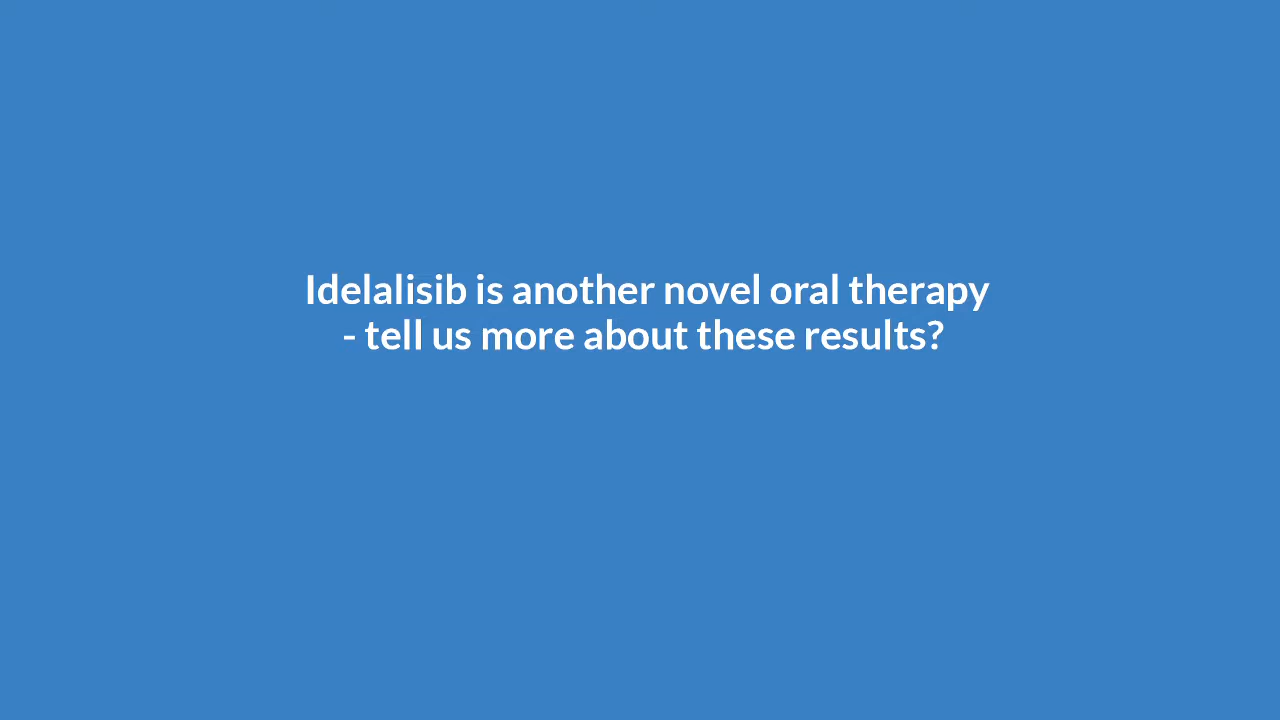 Idelalisib is another novel oral therapy
- tell us more about these results?